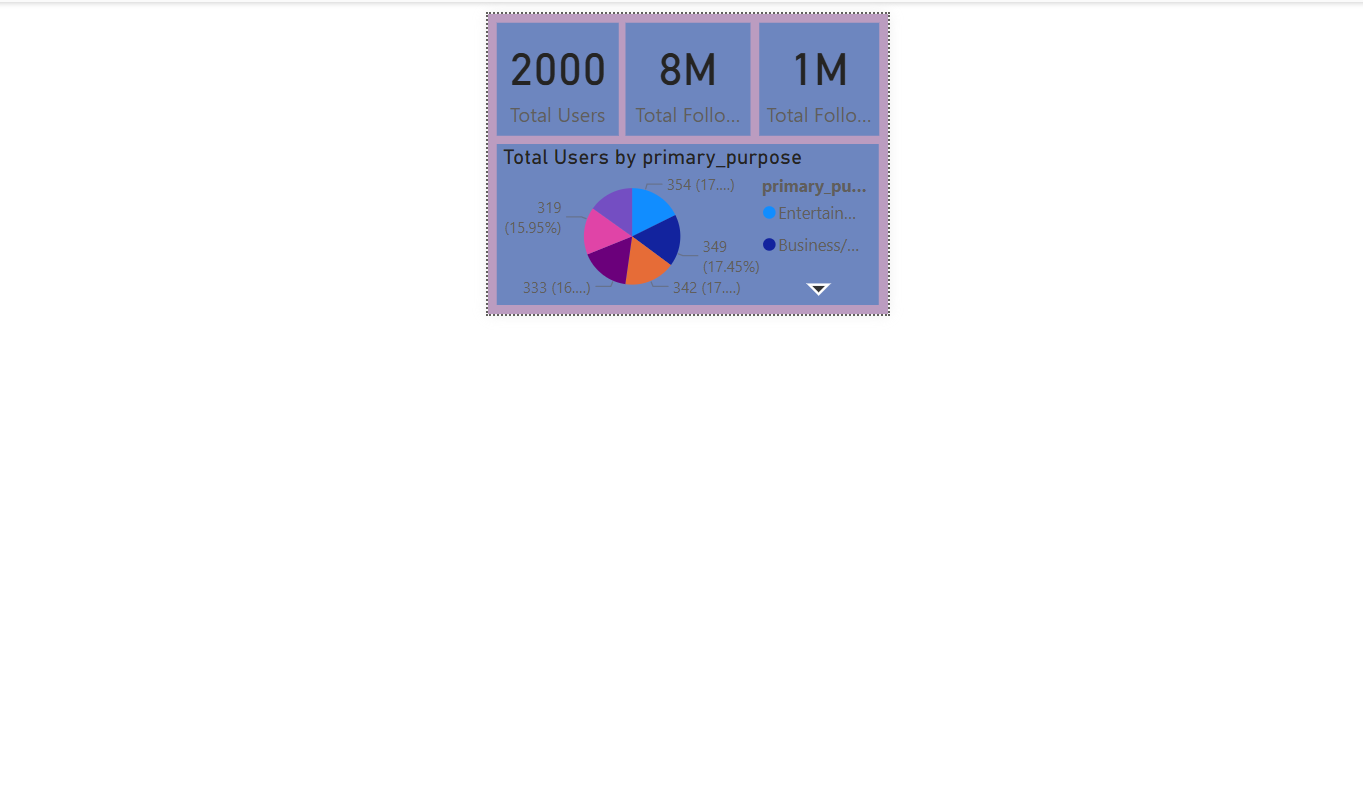 2000
Total Users
8M
Total Follo...
1M
Total Follo...
Total Users by primary_purpose
354 (17....)
349
(17.45%)
342 (17....)
333 (16....)
319
(15.95%)
primary_pu...
Entertain...
Business/...